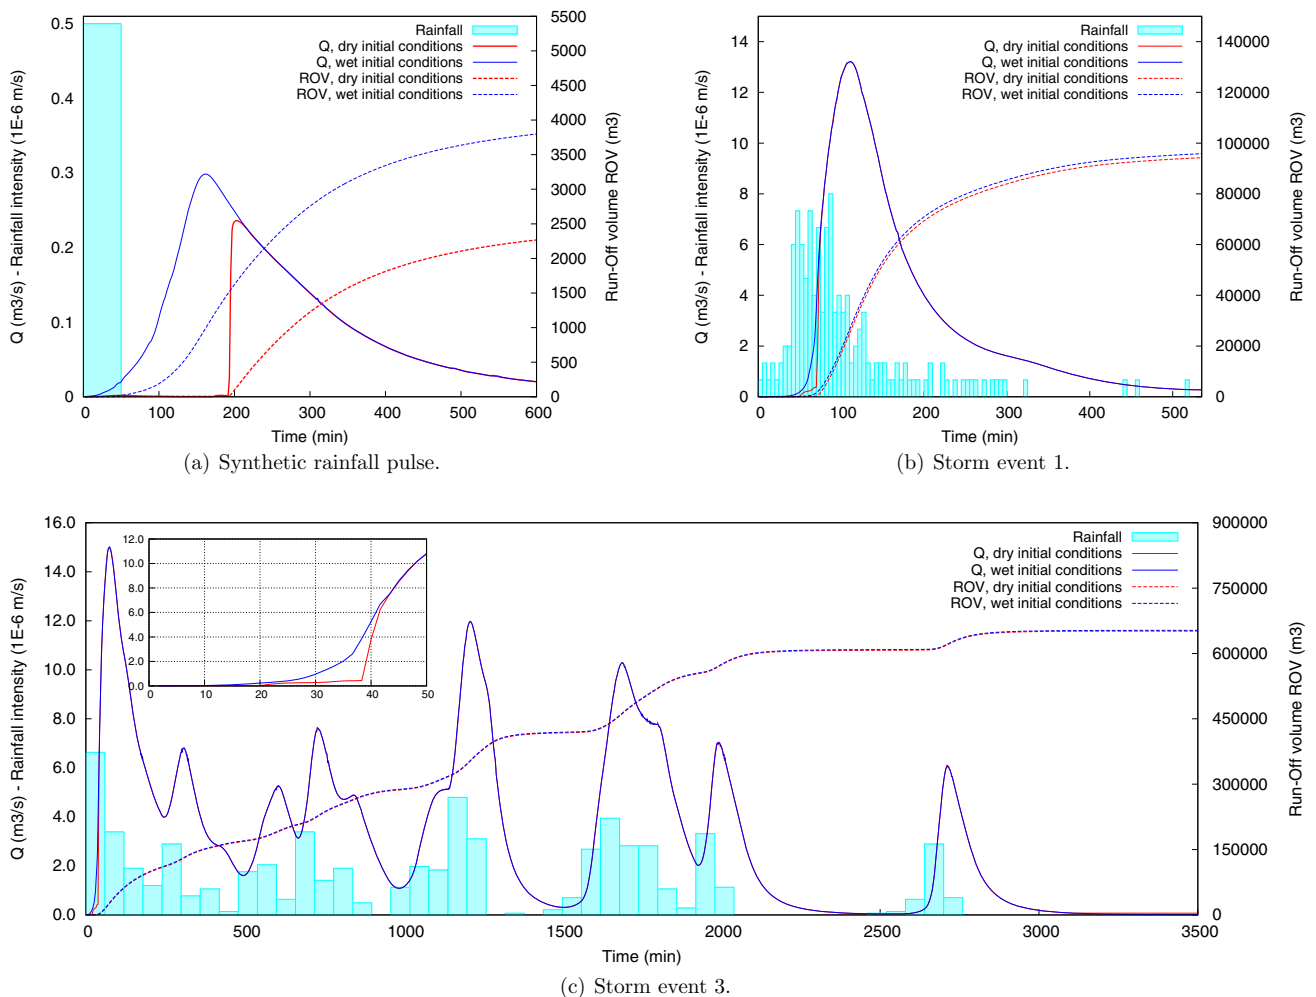 Q (m3/s) - Rainfall intensity (1E-6 m/s)
0.5
0.4
0.3
0.2
0.1
0
0 100 200 300 400 500 600
Time (min)
5500
5000
4500
4000
3500
3000
2500
2000
1500
1000
500
0
Run-Off volume ROV (m3)
Rainfall
Q, dry initial conditions
Q, wet initial conditions
ROV, dry initial conditions
ROV, wet initial conditions
(a) Synthetic rainfall pulse.
Q (m3/s) - Rainfall intensity (1E-6 m/s)
14
12
10
8
6
4
2
0
0 100 200 300 400 500
Time (min)
140000
120000
100000
80000
60000
40000
20000
0
Run-Off volume ROV (m3)
Rainfall
Q, dry initial conditions
Q, wet initial conditions
ROV, dry initial conditions
ROV, wet initial conditions
(b) Storm event 1.
Q (m3/s) - Rainfall intensity (1E-6 m/s)
16.0
14.0
12.0
10.0
8.0
6.0
4.0
2.0
0.0
12.0
10.0
8.0
6.0
4.0
2.0
0.0
0 10 20 30 40 50
Rainfall
Q, dry initial conditions
Q, wet initial conditions
ROV, dry initial conditions
ROV, wet initial conditions
900000
750000
600000
450000
300000
150000
0
Run-Off volume ROV (m3)
0 500 1000 1500 2000 2500 3000 3500
Time (min)
(c) Storm event 3.